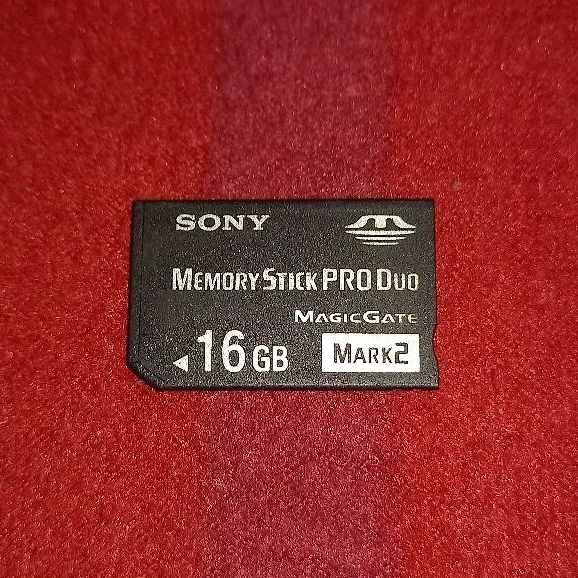 SONY
MEMORY STICK PRO DUO
MAGICGATE
16 GB MARK2